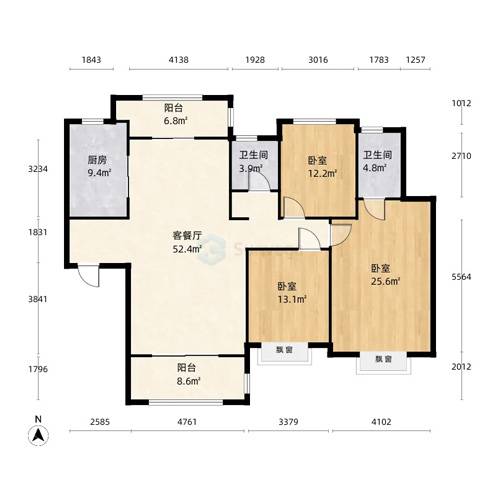 1843 4138 1928 3016 1783 1257
阳台
6.8m²
1012
厨房
9.4m²
卫生间
3.9m²
卧室
12.2m²
卫生间
4.8m²
3234
2710
1831
客餐厅
52.4m²
卧室
25.6m²
5564
卧室
13.1m²
3841
飘窗
飘窗
阳台
8.6m²
1796
2012
N
2585 4761 3379 4102